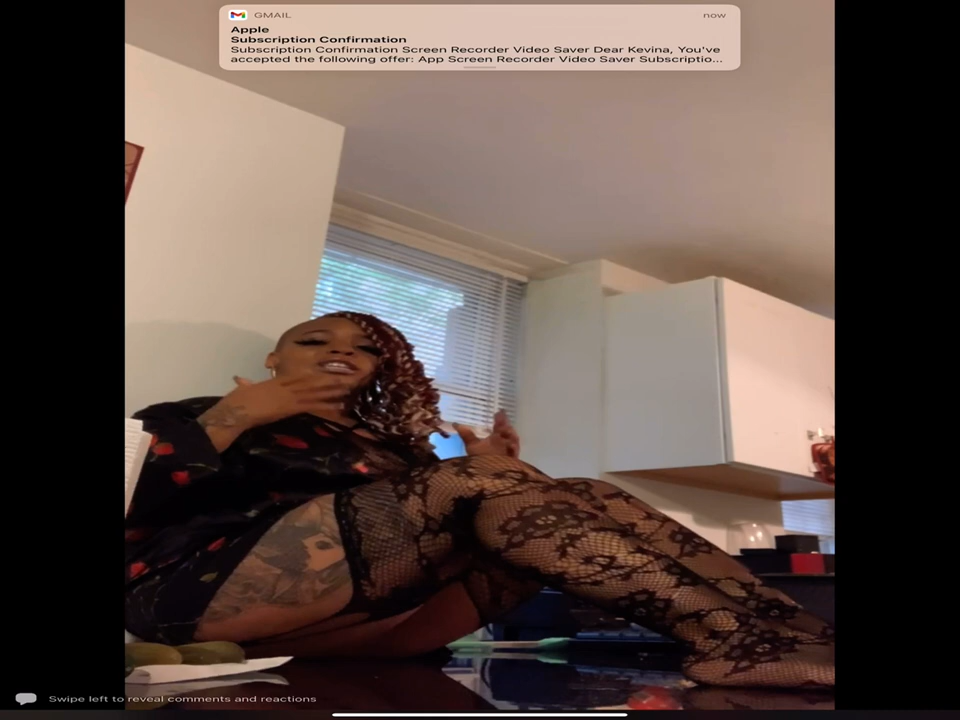 GMAIL
now
Apple
Subscription Confirmation
Subscription Confirmation Screen Recorder Video Saver Dear Kevina, You've
accepted the following offer: App Screen Recorder Video Saver Subscriptio...
Swipe left to reveal comments and reactions